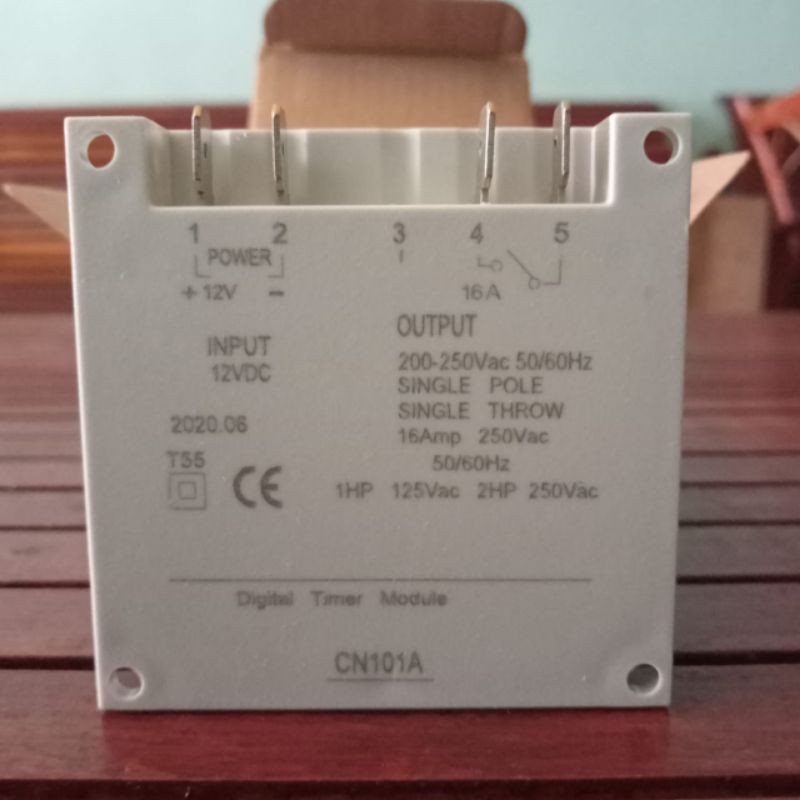 1 2 3 4 5
POWER
+ 12V −
16A
OUTPUT
INPUT
12VDC
200-250Vac 50/60Hz
SINGLE POLE
SINGLE THROW
2020.06
16Amp 250Vac
50/60Hz
T55
CE
1HP 125Vac 2HP 250Vac
Digital Timer Module
CN101A